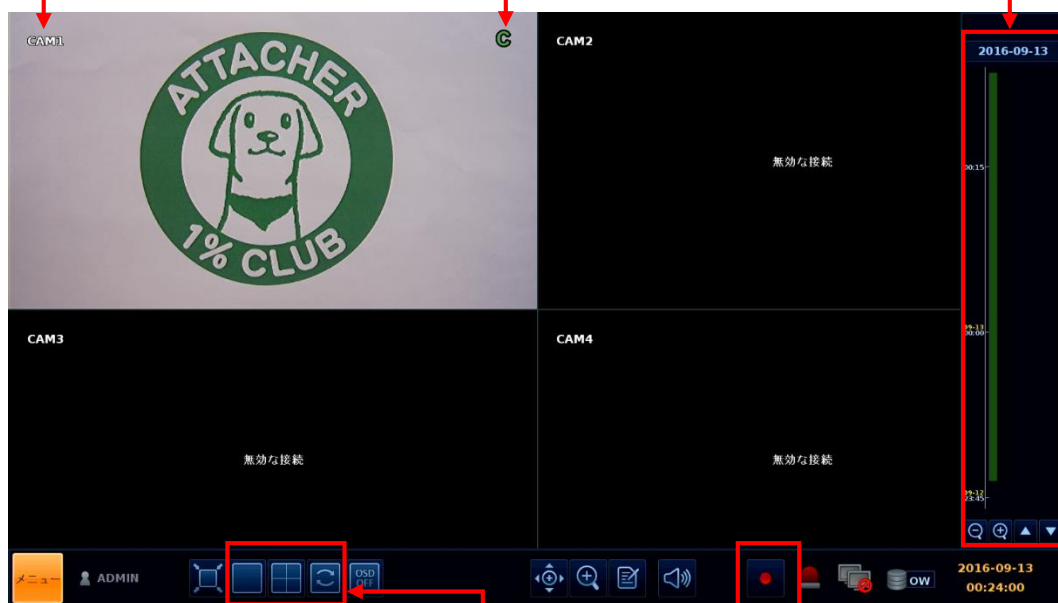 CAM1
C
ATTACHER
1% CLUB
CAM2
無効な接続
CAM3
無効な接続
CAM4
無効な接続
2016-09-13
00:15
09-13
00:00
09-12
23:45
メニュー
ADMIN
OSD
OFF
OW
2016-09-13
00:24:00